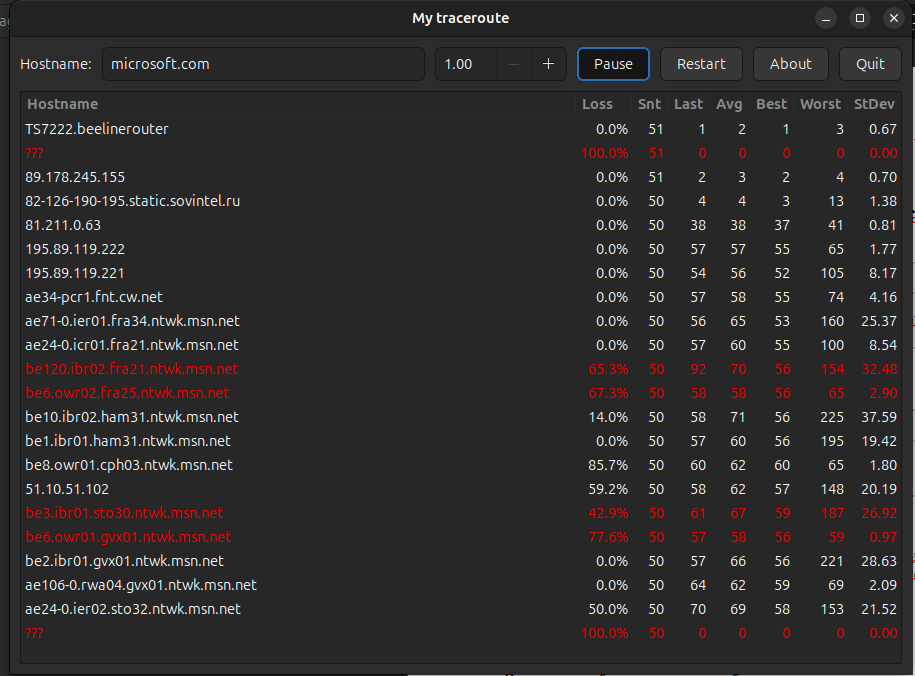 My traceroute
Hostname: microsoft.com 1.00 − + Pause Restart About Quit
Hostname Loss Snt Last Avg Best Worst StDev
TS7222.beelinerouter 0.0% 51 1 2 1 3 0.67
??? 100.0% 51 0 0 0 0 0.00
89.178.245.155 0.0% 51 2 3 2 4 0.70
82-126-190-195.static.sovintel.ru 0.0% 50 4 4 3 13 1.38
81.211.0.63 0.0% 50 38 38 37 41 0.81
195.89.119.222 0.0% 50 57 57 55 65 1.77
195.89.119.221 0.0% 50 54 56 52 105 8.17
ae34-pcr1.fnt.cw.net 0.0% 50 57 58 55 74 4.16
ae71-0.ier01.fra34.ntwk.msn.net 0.0% 50 56 65 53 160 25.37
ae24-0.icr01.fra21.ntwk.msn.net 0.0% 50 57 60 55 100 8.54
be120.ibr02.fra21.ntwk.msn.net 65.3% 50 92 70 56 154 32.48
be6.owr02.fra25.ntwk.msn.net 67.3% 50 58 58 56 65 2.90
be10.ibr02.ham31.ntwk.msn.net 14.0% 50 58 71 56 225 37.59
be1.ibr01.ham31.ntwk.msn.net 0.0% 50 57 60 56 195 19.42
be8.owr01.cph03.ntwk.msn.net 85.7% 50 60 62 60 65 1.80
51.10.51.102 59.2% 50 58 62 57 148 20.19
be3.ibr01.sto30.ntwk.msn.net 42.9% 50 61 67 59 187 26.92
be6.owr01.gvx01.ntwk.msn.net 77.6% 50 57 58 56 59 0.97
be2.ibr01.gvx01.ntwk.msn.net 0.0% 50 57 66 56 221 28.63
ae106-0.rwa04.gvx01.ntwk.msn.net 0.0% 50 64 62 59 69 2.09
ae24-0.ier02.sto32.ntwk.msn.net 50.0% 50 70 69 58 153 21.52
??? 100.0% 50 0 0 0 0 0.00